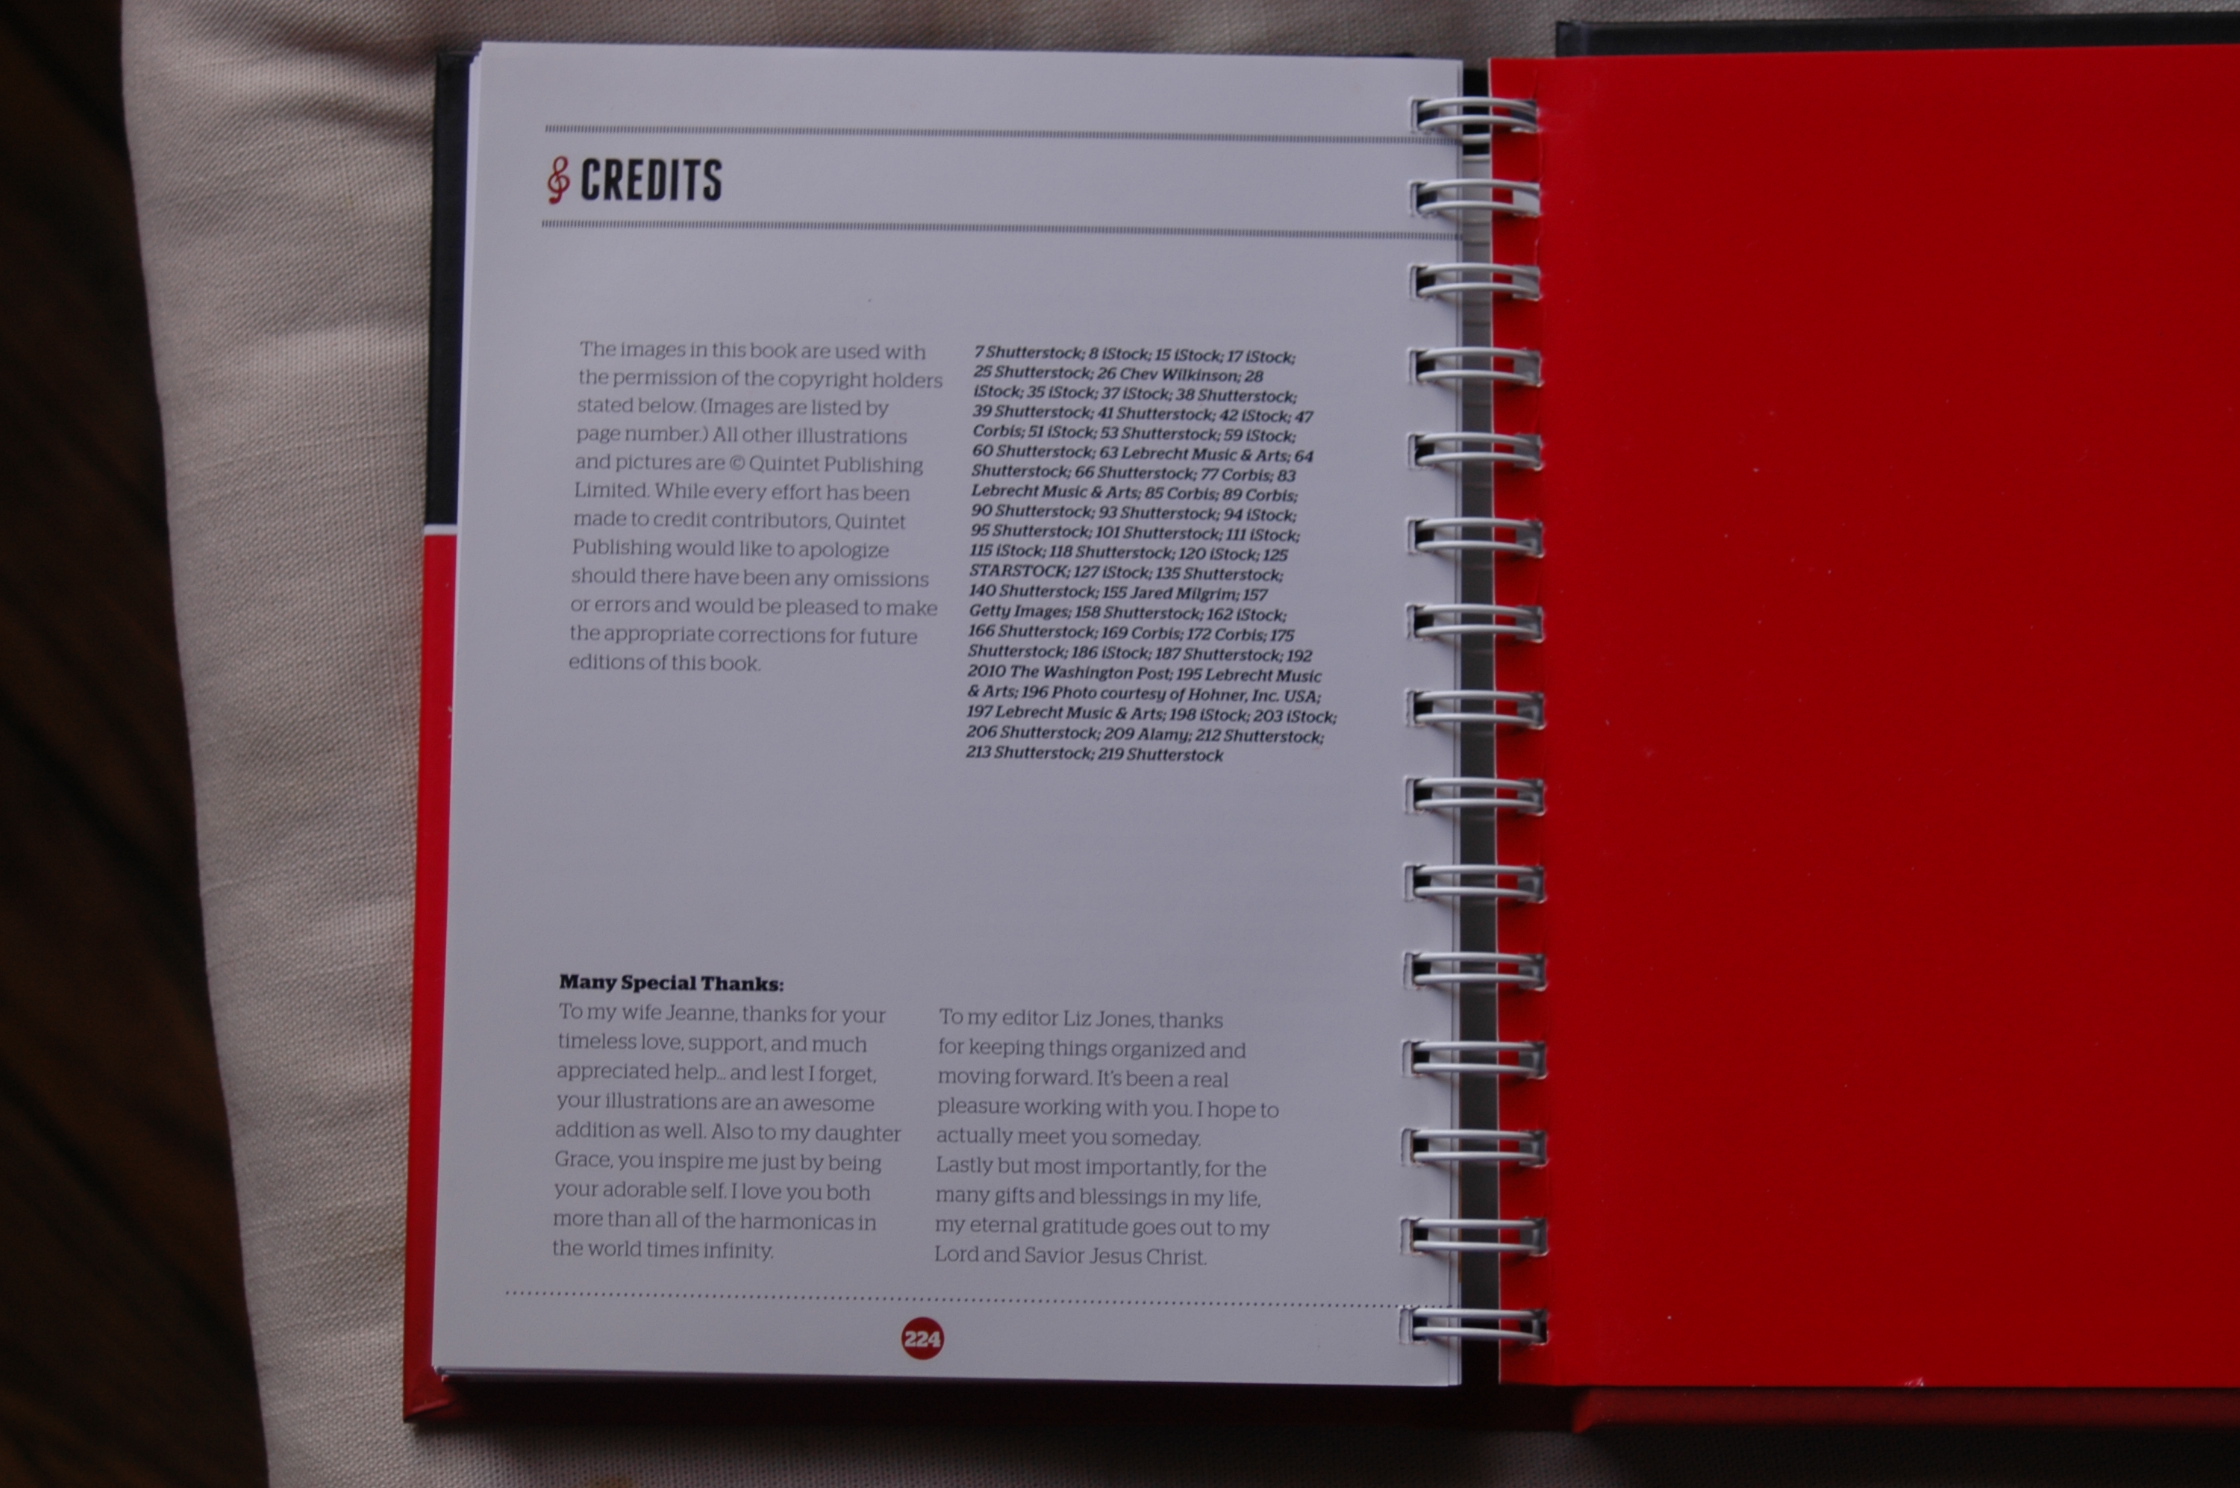 CREDITS
The images in this book are used with
the permission of the copyright holders
stated below. (Images are listed by
page number.) All other illustrations
and pictures are © Quintet Publishing
Limited. While every effort has been
made to credit contributors, Quintet
Publishing would like to apologize
should there have been any omissions
or errors and would be pleased to make
the appropriate corrections for future
editions of this book.
7 Shutterstock; 8 iStock; 15 iStock; 17 iStock;
25 Shutterstock; 26 Chev Wilkinson; 28
iStock; 35 iStock; 37 iStock; 38 Shutterstock;
39 Shutterstock; 41 Shutterstock; 42 iStock; 47
Corbis; 51 iStock; 53 Shutterstock; 59 iStock;
60 Shutterstock; 63 Lebrecht Music & Arts; 64
Shutterstock; 66 Shutterstock; 77 Corbis; 83
Lebrecht Music & Arts; 85 Corbis; 89 Corbis;
90 Shutterstock; 93 Shutterstock; 94 iStock;
95 Shutterstock; 101 Shutterstock; 111 iStock;
115 iStock; 118 Shutterstock; 120 iStock; 125
STARSTOCK; 127 iStock; 135 Shutterstock;
140 Shutterstock; 155 Jared Milgrim; 157
Getty Images; 158 Shutterstock; 162 iStock;
166 Shutterstock; 169 Corbis; 172 Corbis; 175
Shutterstock; 186 iStock; 187 Shutterstock; 192
2010 The Washington Post; 195 Lebrecht Music
& Arts; 196 Photo courtesy of Hohner, Inc. USA;
197 Lebrecht Music & Arts; 198 iStock; 203 iStock;
206 Shutterstock; 209 Alamy; 212 Shutterstock;
213 Shutterstock; 219 Shutterstock
Many Special Thanks:
To my wife Jeanne, thanks for your
timeless love, support, and much
appreciated help... and lest I forget,
your illustrations are an awesome
addition as well. Also to my daughter
Grace, you inspire me just by being
your adorable self. I love you both
more than all of the harmonicas in
the world times infinity.
To my editor Liz Jones, thanks
for keeping things organized and
moving forward. It's been a real
pleasure working with you. I hope to
actually meet you someday.
Lastly but most importantly, for the
many gifts and blessings in my life,
my eternal gratitude goes out to my
Lord and Savior Jesus Christ.
224